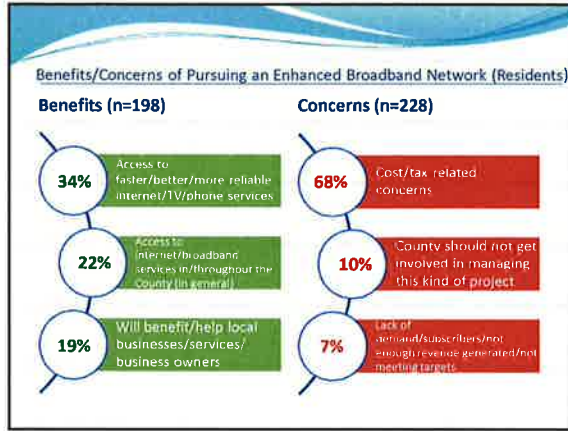 Benefits/Concerns of Pursuing an Enhanced Broadband Network (Residents)
Benefits (n=198)
34%
Access to
faster/better/more reliable
internet/TV/phone services
22%
Access to
internet/broadband
services in/throughout the
County (in general)
19%
Will benefit/help local
businesses/services/
business owners
Concerns (n=228)
68%
Cost/tax related
concerns
10%
County should not get
involved in managing
this kind of project
7%
Lack of
demand/subscribers/not
enough revenue generated/not
meeting targets